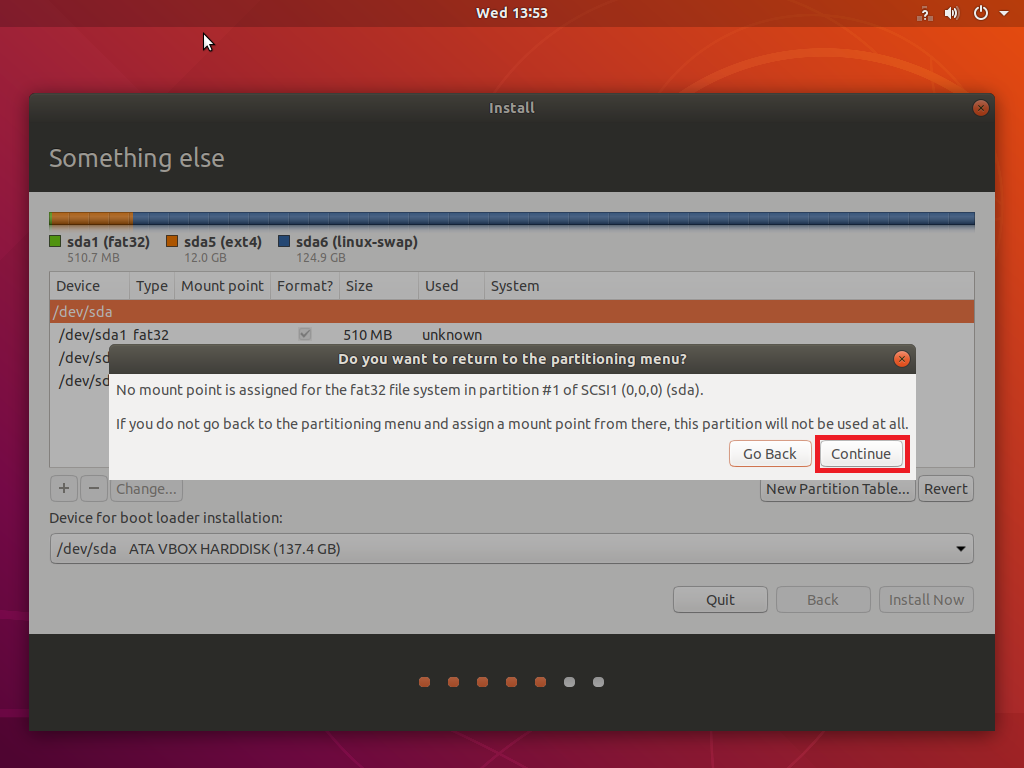 Wed 13:53
Install
Something else
sda1 (fat32) sda5 (ext4) sda6 (linux-swap)
510.7 MB 12.0 GB 124.9 GB
Device Type Mount point Format? Size Used System
/dev/sda
/dev/sda1 fat32 510 MB unknown
/dev/sd
/dev/sd
Do you want to return to the partitioning menu?
No mount point is assigned for the fat32 file system in partition #1 of SCSI1 (0,0,0) (sda).
If you do not go back to the partitioning menu and assign a mount point from there, this partition will not be used at all.
Go Back Continue
+ − Change... New Partition Table... Revert
Device for boot loader installation:
/dev/sda ATA VBOX HARDDISK (137.4 GB)
Quit Back Install Now